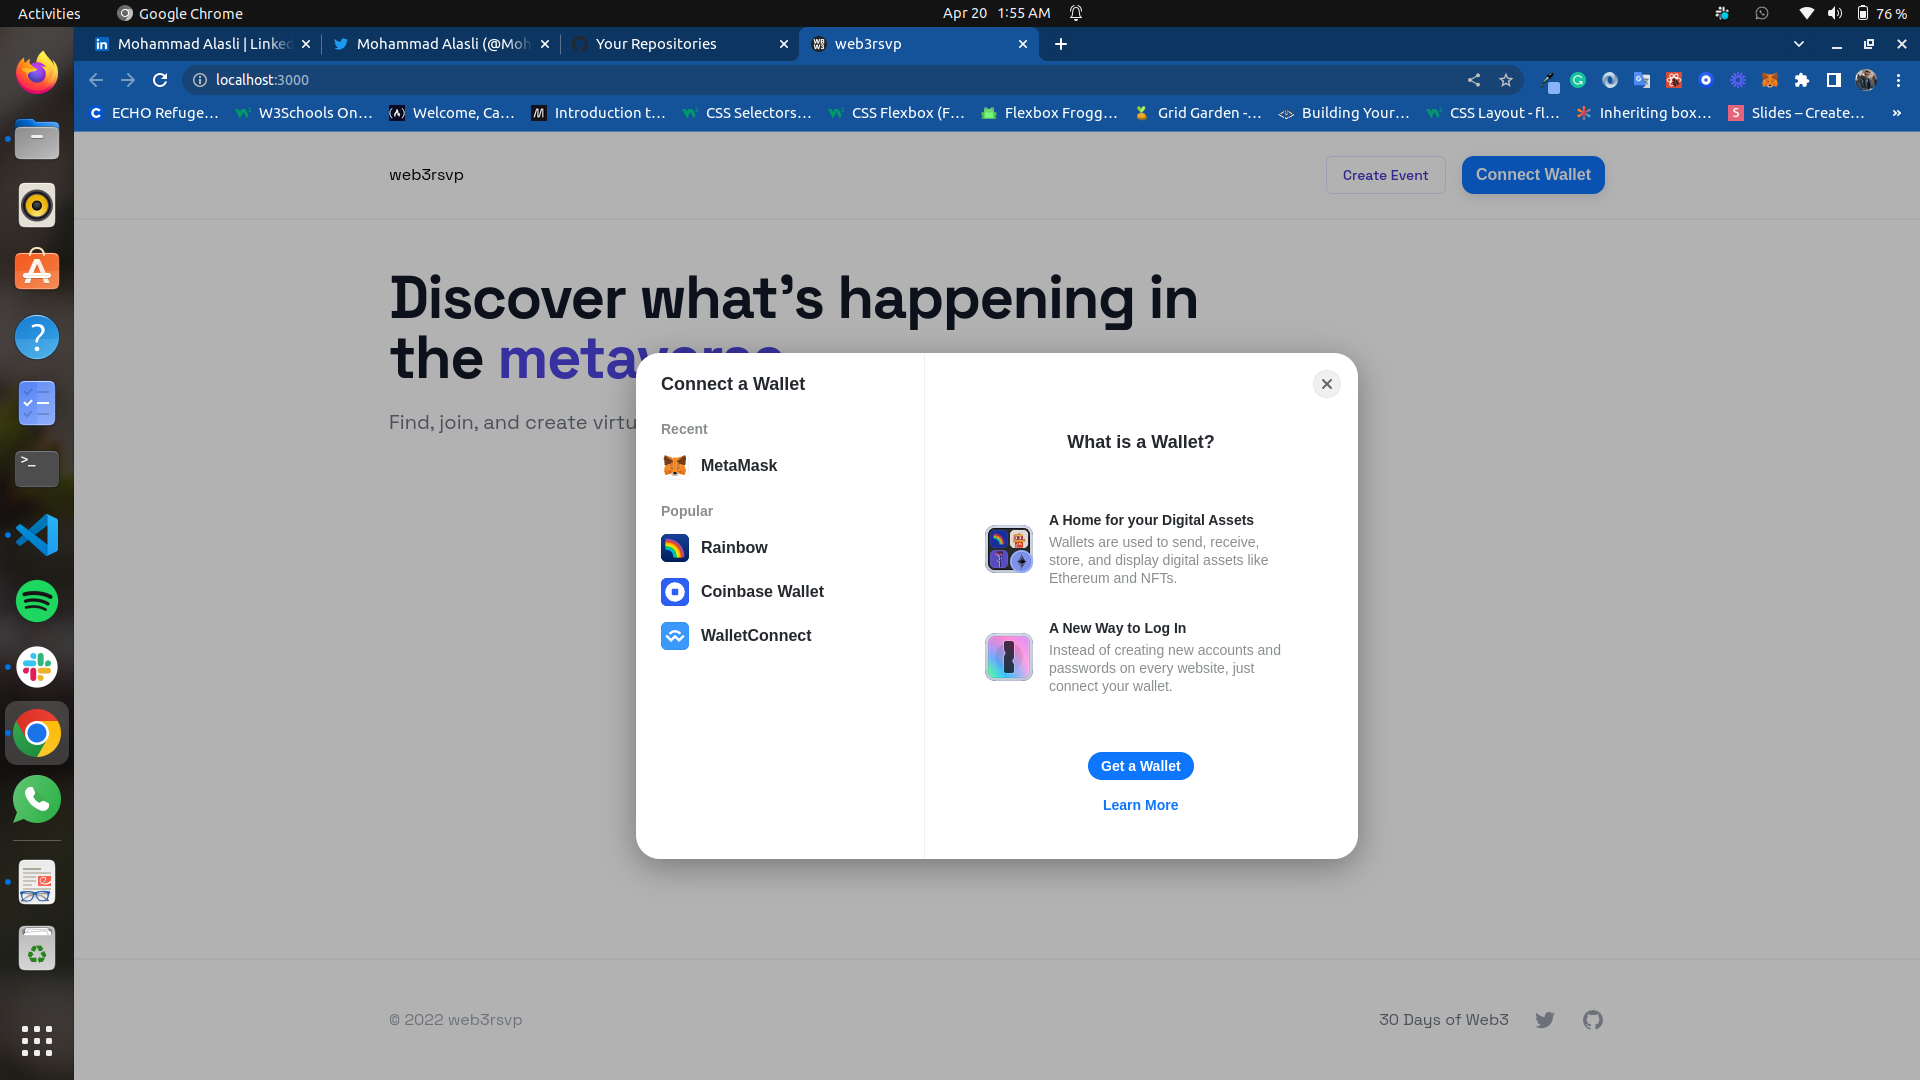 Activities
Google Chrome
Apr 20 1:55 AM
76 %
Mohammad Alasli | Linked
Mohammad Alasli (@Moh
Your Repositories
web3rsvp
localhost:3000
ECHO Refuge...
W3Schools On...
Welcome, Ca...
Introduction t...
CSS Selectors...
CSS Flexbox (F...
Flexbox Frogg...
Grid Garden -...
Building Your...
CSS Layout - fl...
Inheriting box...
Slides – Create...
»
web3rsvp
Create Event
Connect Wallet
Discover what's happening in
the metaverse
Find, join, and create virtu
Connect a Wallet
Recent
MetaMask
Popular
Rainbow
Coinbase Wallet
WalletConnect
What is a Wallet?
A Home for your Digital Assets
Wallets are used to send, receive,
store, and display digital assets like
Ethereum and NFTs.
A New Way to Log In
Instead of creating new accounts and
passwords on every website, just
connect your wallet.
Get a Wallet
Learn More
© 2022 web3rsvp
30 Days of Web3